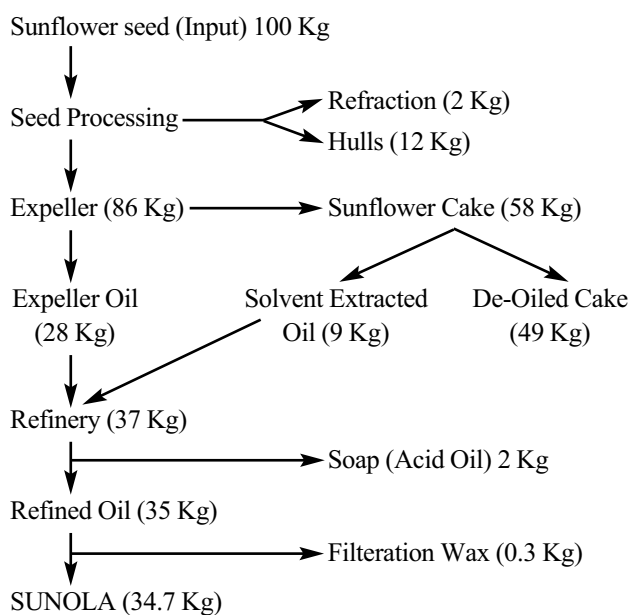 Sunflower seed (Input) 100 Kg
Refraction (2 Kg)
Seed Processing
Hulls (12 Kg)
Expeller (86 Kg)
Sunflower Cake (58 Kg)
Expeller Oil
(28 Kg)
Solvent Extracted
Oil (9 Kg)
De-Oiled Cake
(49 Kg)
Refinery (37 Kg)
Soap (Acid Oil) 2 Kg
Refined Oil (35 Kg)
Filteration Wax (0.3 Kg)
SUNOLA (34.7 Kg)